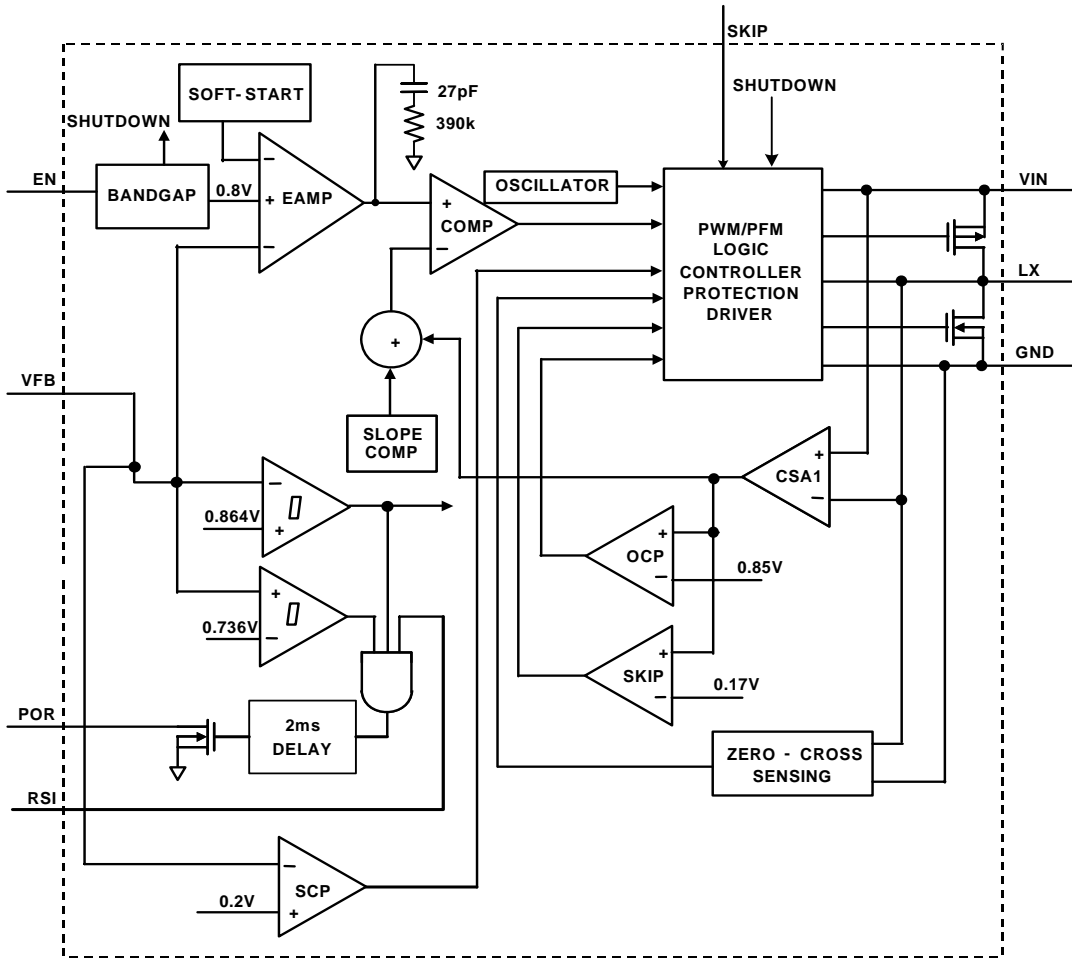 SKIP
SOFT-START
27pF
390k
SHUTDOWN
SHUTDOWN
EN
BANDGAP
0.8V
−
+
−
EAMP
+
−
COMP
OSCILLATOR
PWM/PFM
LOGIC
CONTROLLER
PROTECTION
DRIVER
VIN
LX
GND
+
VFB
SLOPE
COMP
−
+
0.864V
+
−
CSA1
+
−
OCP
0.85V
+
−
0.736V
+
−
SKIP
0.17V
POR
2ms
DELAY
ZERO - CROSS
SENSING
RSI
−
+
SCP
0.2V